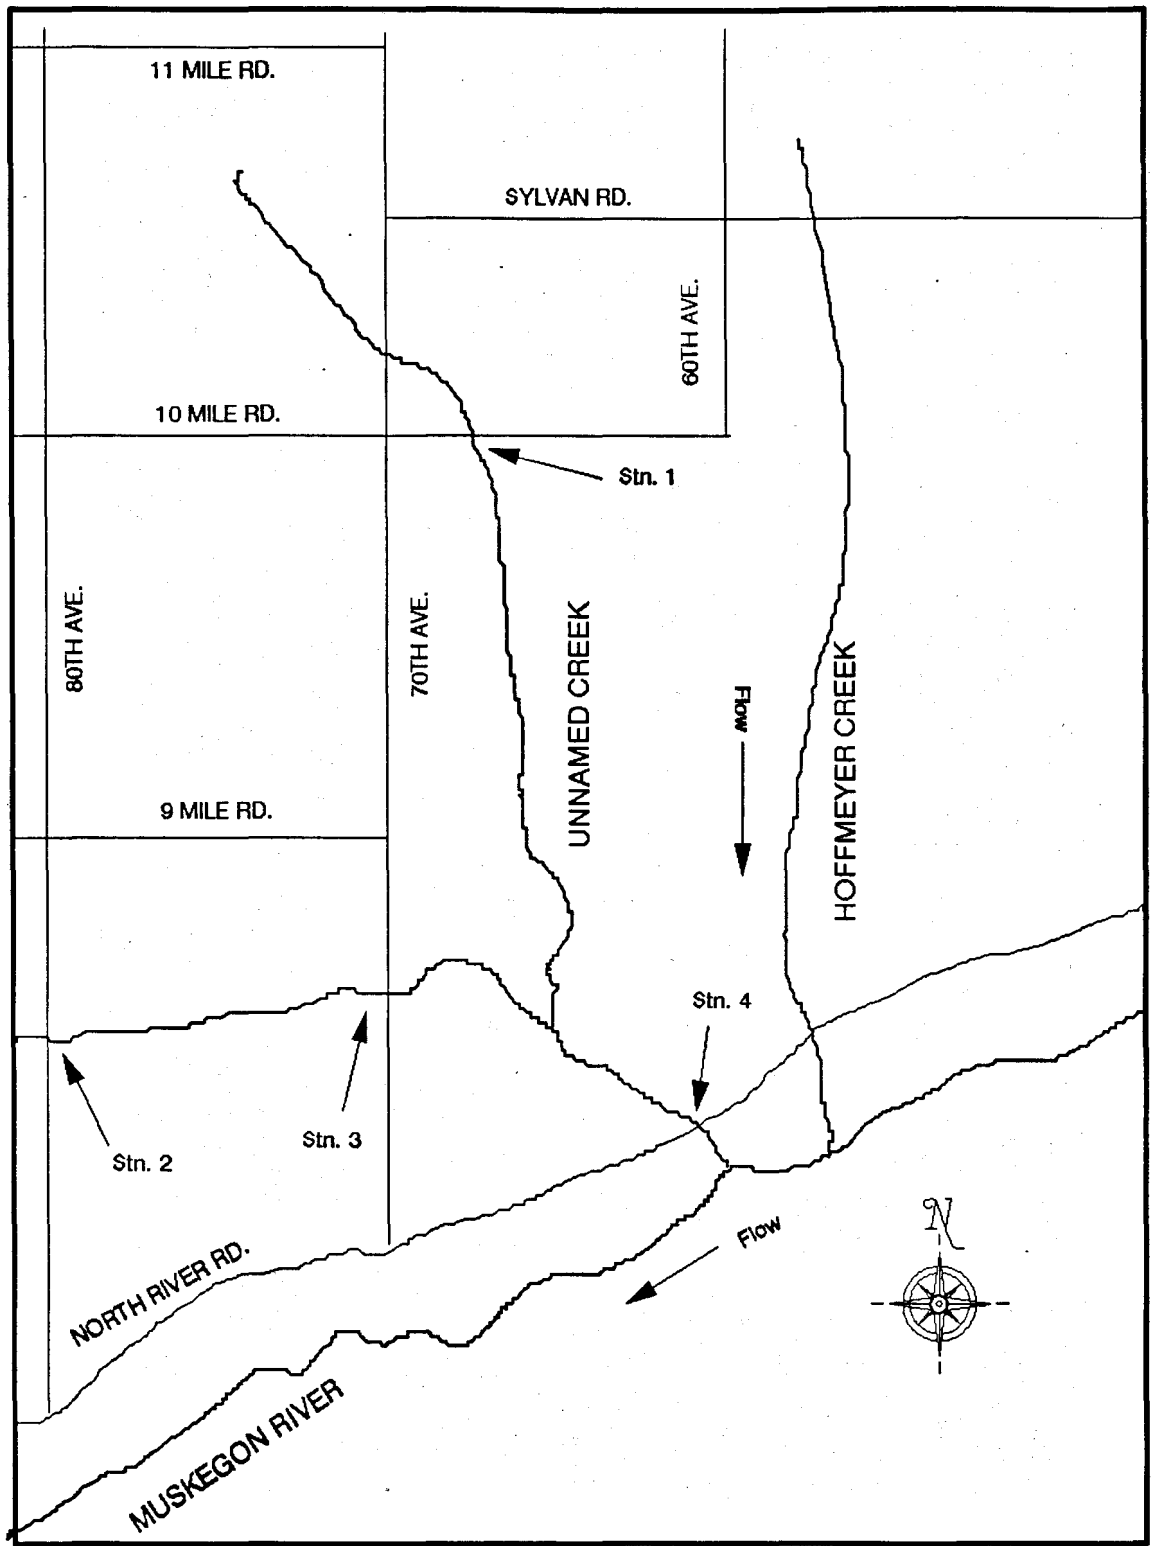 11 MILE RD.
SYLVAN RD.
60TH AVE.
10 MILE RD.
Stn. 1
80TH AVE.
70TH AVE.
UNNAMED CREEK
Flow
HOFFMEYER CREEK
9 MILE RD.
Stn. 4
Stn. 3
Stn. 2
N
Flow
NORTH RIVER RD.
MUSKEGON RIVER